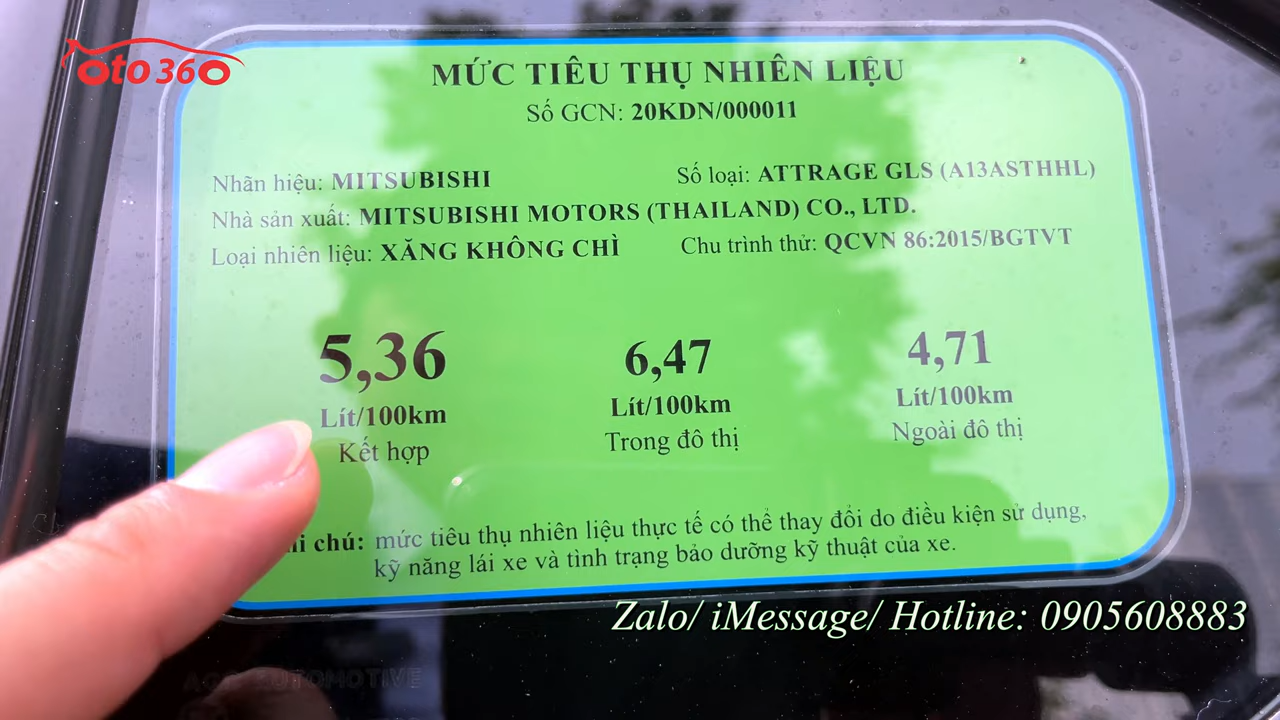 oto360
MỨC TIÊU THỤ NHIÊN LIỆU
Số GCN: 20KDN/000011
Nhãn hiệu: MITSUBISHI Số loại: ATTRAGE GLS (A13ASTHHL)
Nhà sản xuất: MITSUBISHI MOTORS (THAILAND) CO., LTD.
Loại nhiên liệu: XĂNG KHÔNG CHÌ Chu trình thử: QCVN 86:2015/BGTVT
5,36 6,47 4,71
Lít/100km Lít/100km Lít/100km
Kết hợp Trong đô thị Ngoài đô thị
chú: mức tiêu thụ nhiên liệu thực tế có thể thay đổi do điều kiện sử dụng,
kỹ năng lái xe và tình trạng bảo dưỡng kỹ thuật của xe.
Zalo/ iMessage/ Hotline: 0905608883
AUTOMOTIVE